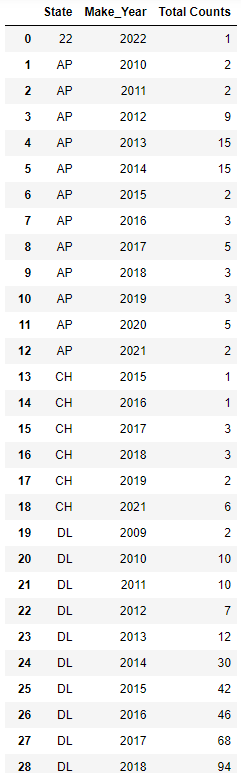 State Make_Year Total Counts
0 22 2022 1
1 AP 2010 2
2 AP 2011 2
3 AP 2012 9
4 AP 2013 15
5 AP 2014 15
6 AP 2015 2
7 AP 2016 3
8 AP 2017 5
9 AP 2018 3
10 AP 2019 3
11 AP 2020 5
12 AP 2021 2
13 CH 2015 1
14 CH 2016 1
15 CH 2017 3
16 CH 2018 3
17 CH 2019 2
18 CH 2021 6
19 DL 2009 2
20 DL 2010 10
21 DL 2011 10
22 DL 2012 7
23 DL 2013 12
24 DL 2014 30
25 DL 2015 42
26 DL 2016 46
27 DL 2017 68
28 DL 2018 94